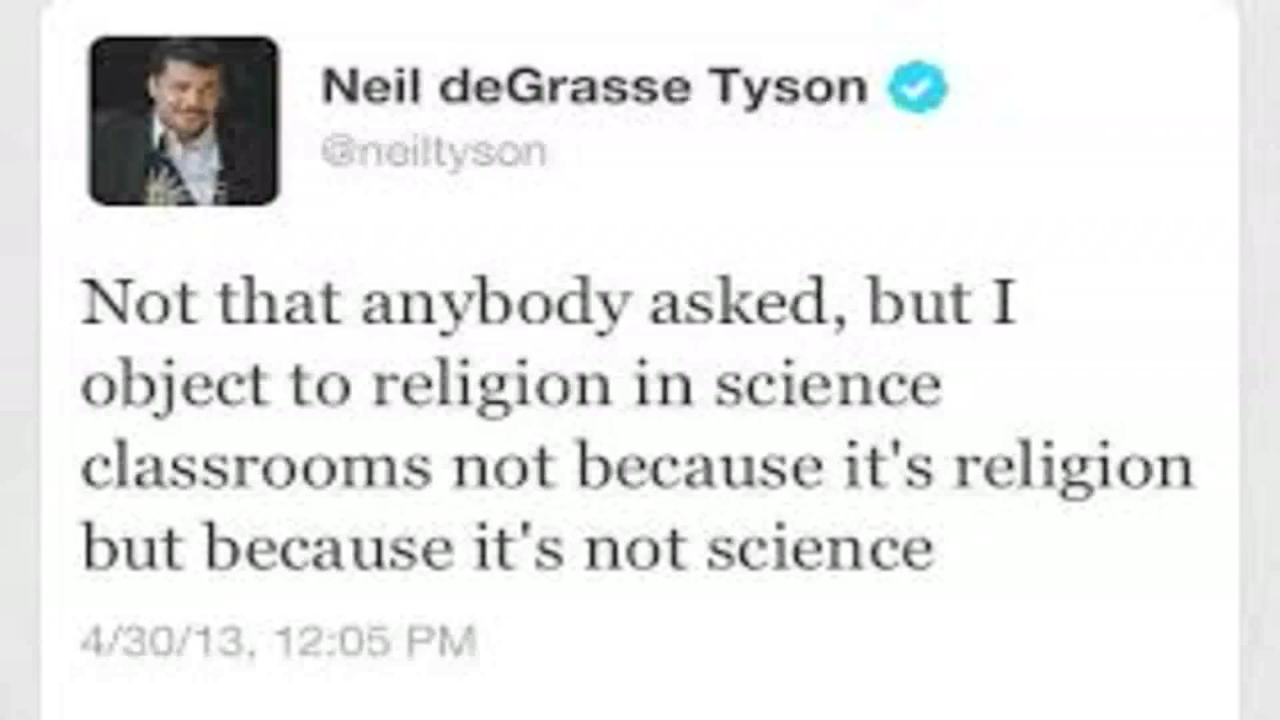 Neil deGrasse Tyson
@neiltyson
Not that anybody asked, but I
object to religion in science
classrooms not because it's religion
but because it's not science
4/30/13, 12:05 PM